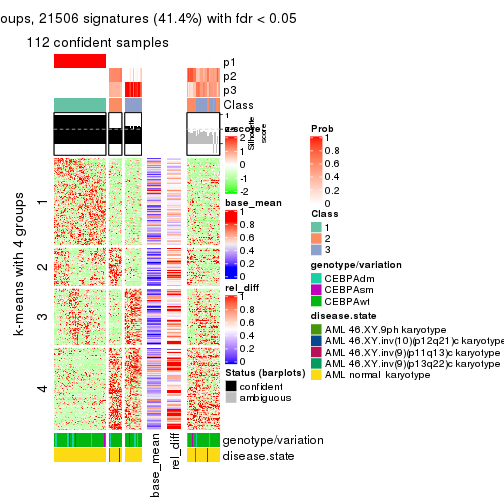 oups, 21506 signatures (41.4%) with fdr < 0.05
112 confident samples
p1
p2
p3
Class
1
Silhouette
score
z-score
2
1
0
-1
-2
base_mean
1
0.8
0.6
0.4
0.2
0
rel_diff
1
0.8
0.6
0.4
0.2
0
Status (barplots)
confident
ambiguous
Prob
1
0.8
0.6
0.4
0.2
0
Class
1
2
3
genotype/variation
CEBPAdm
CEBPAsm
CEBPAwt
disease.state
AML 46.XY.9ph karyotype
AML 46.XY.inv(10)(p12q21)c karyotype
AML 46.XY.inv(9)(p11q13)c karyotype
AML 46.XY.inv(9)(p13q22)c karyotype
AML normal karyotype
k-means with 4 groups
1
2
3
4
genotype/variation
disease.state
base_mean
rel_diff